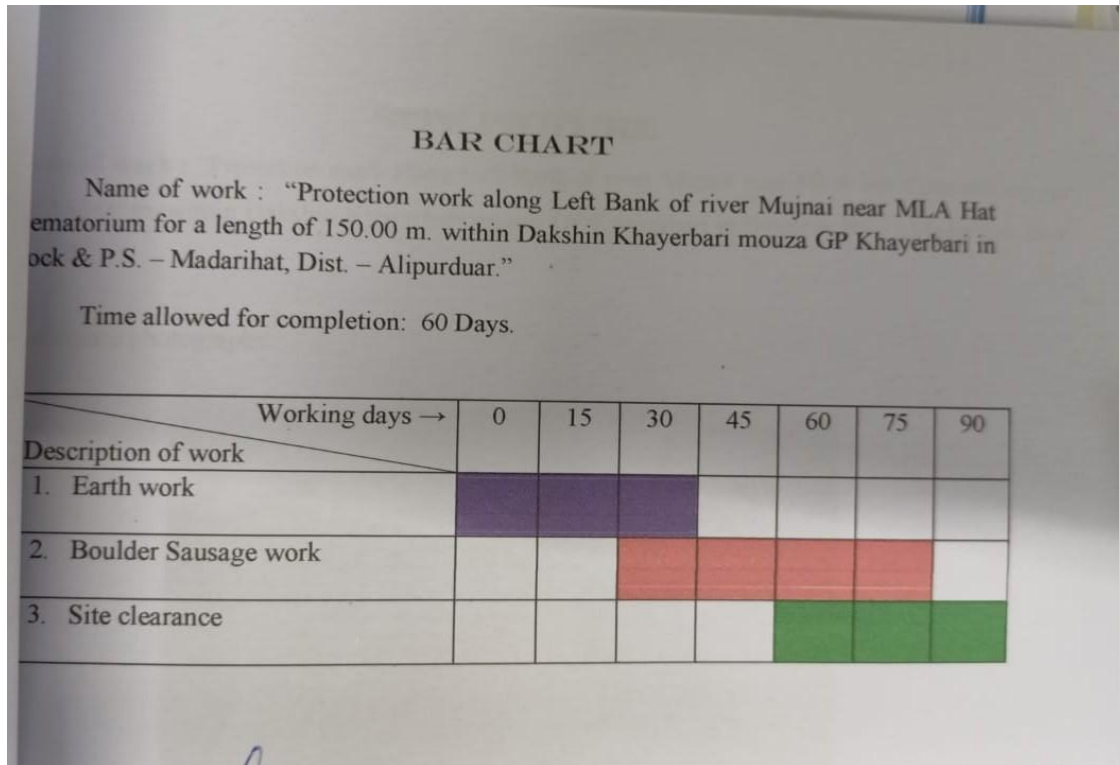 BAR CHART
Name of work : “Protection work along Left Bank of river Mujnai near MLA Hat
ematorium for a length of 150.00 m. within Dakshin Khayerbari mouza GP Khayerbari in
ock & P.S. – Madarihat, Dist. – Alipurduar.”
Time allowed for completion: 60 Days.
Working days → 0 15 30 45 60 75 90
Description of work
1. Earth work
2. Boulder Sausage work
3. Site clearance